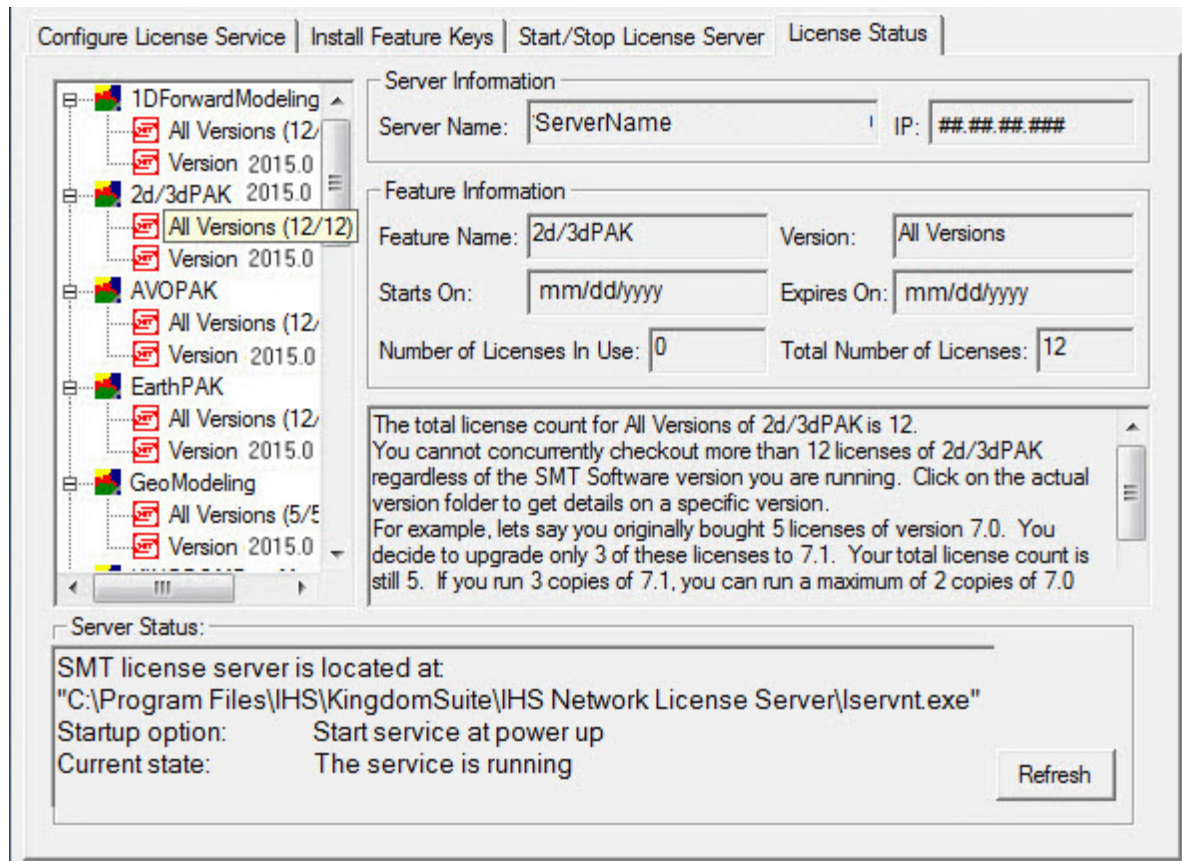 Configure License Service
Install Feature Keys
Start/Stop License Server
License Status
1DForwardModeling
All Versions (12/
Version 2015.0
2d/3dPAK 2015.0
All Versions (12/12)
Version 2015.0
AVOPAK
All Versions (12/
Version 2015.0
EarthPAK
All Versions (12/
Version 2015.0
GeoModeling
All Versions (5/5
Version 2015.0
Server Information
Server Name: 'ServerName
IP: ##.##.##.###
Feature Information
Feature Name: 2d/3dPAK
Version: All Versions
Starts On: mm/dd/yyyy
Expires On: mm/dd/yyyy
Number of Licenses In Use: 0
Total Number of Licenses: 12
The total license count for All Versions of 2d/3dPAK is 12.
You cannot concurrently checkout more than 12 licenses of 2d/3dPAK
regardless of the SMT Software version you are running. Click on the actual
version folder to get details on a specific version.
For example, lets say you originally bought 5 licenses of version 7.0. You
decide to upgrade only 3 of these licenses to 7.1. Your total license count is
still 5. If you run 3 copies of 7.1, you can run a maximum of 2 copies of 7.0
Server Status:
SMT license server is located at:
"C:\Program Files\IHS\KingdomSuite\IHS Network License Server\lservnt.exe"
Startup option: Start service at power up
Current state: The service is running
Refresh